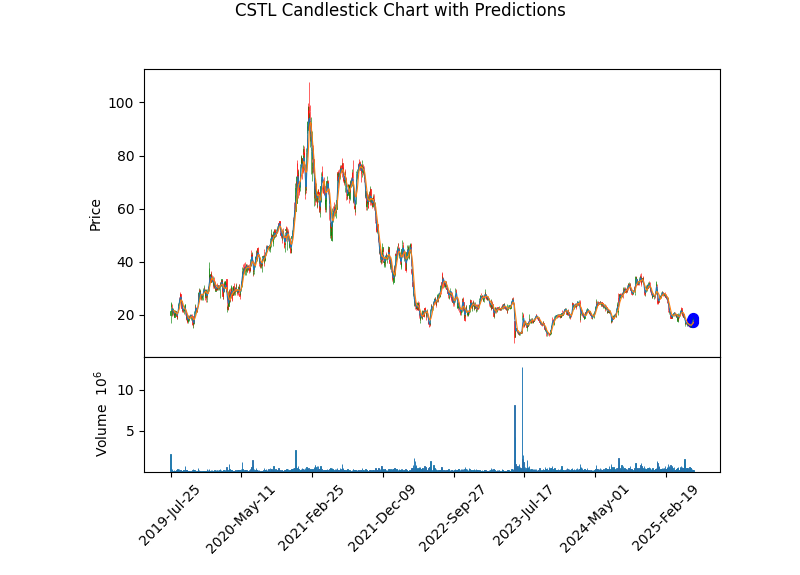 CSTL Candlestick Chart with Predictions
Price
100
80
60
40
20
Volume 10^6
10
5
2019-Jul-25
2020-May-11
2021-Feb-25
2021-Dec-09
2022-Sep-27
2023-Jul-17
2024-May-01
2025-Feb-19